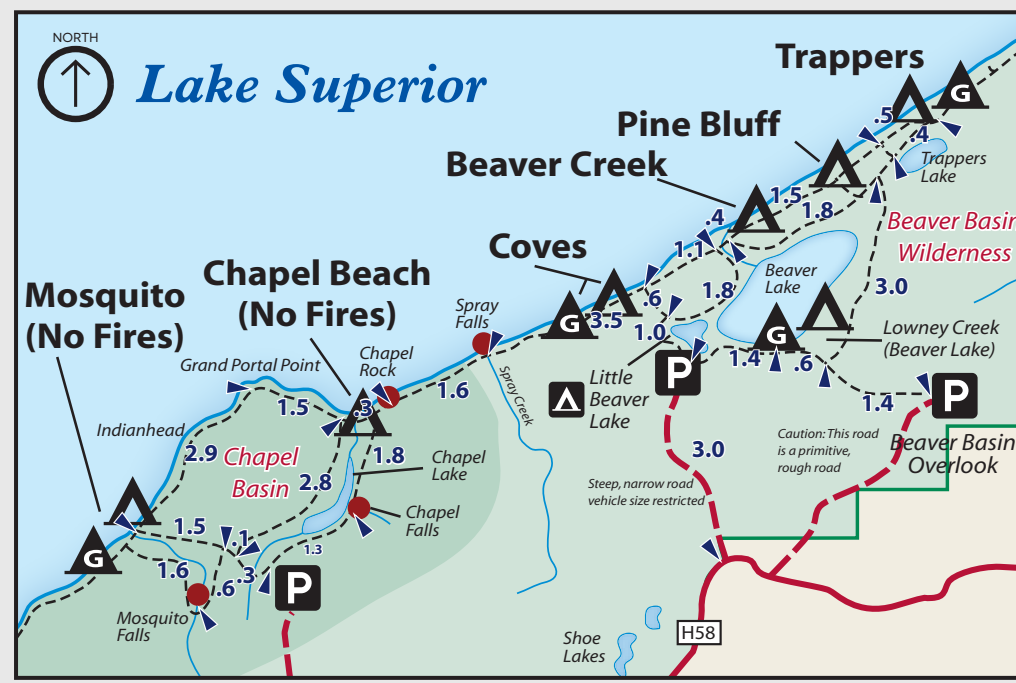 NORTH
Lake Superior
Trappers
G
.5
.4
Trappers
Lake
Pine Bluff
Beaver Creek
1.5
1.8
.4
Beaver Basin
Wilderness
Coves
1.1
Beaver
Lake
Chapel Beach
(No Fires)
Mosquito
(No Fires)
.6
1.8
3.0
Spray
Falls
G
3.5
1.0
G
Lowney Creek
(Beaver Lake)
Grand Portal Point
Chapel
Rock
1.4
.6
P
1.6
Spray Creek
Little
Beaver
Lake
P
1.4
1.5
.3
Indianhead
2.9
Chapel
Basin
1.8
2.8
Chapel
Lake
3.0
Caution: This road
is a primitive,
rough road
Beaver Basin
Overlook
Steep, narrow road
vehicle size restricted
Chapel
Falls
1.5
.1
1.3
G
1.6
.6
.3
P
Mosquito
Falls
Shoe
Lakes
H58